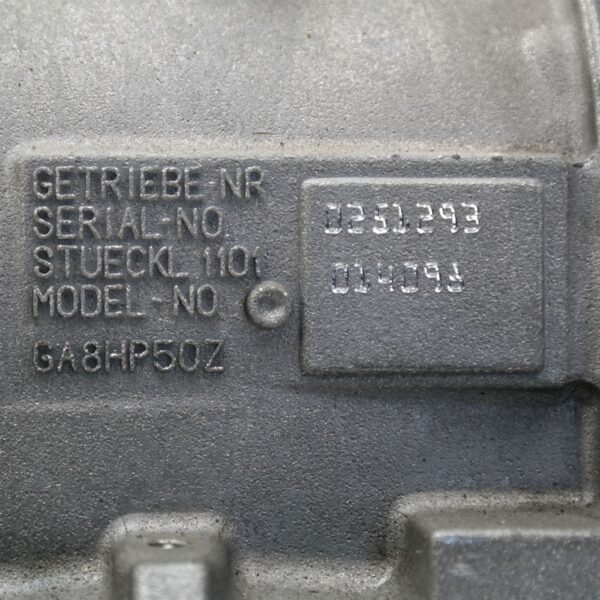 GETRIEBE-NR
SERIAL-NO.
STUECKL 1101
MODEL-NO.
GA8HP50Z
0251293
014096